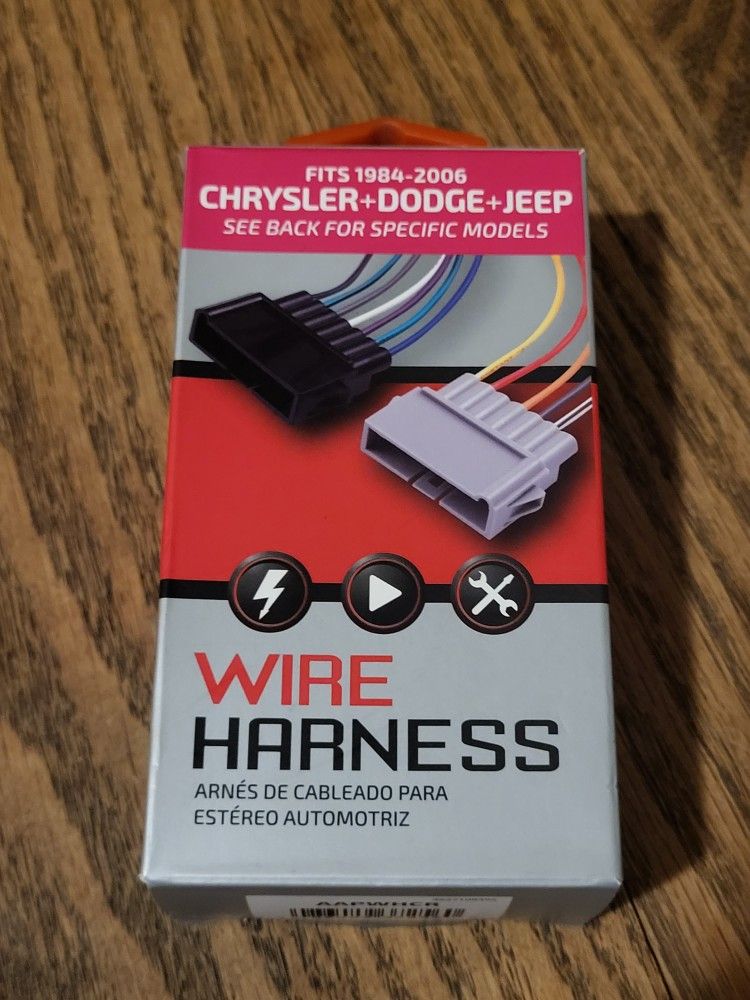 FITS 1984-2006
CHRYSLER+DODGE+JEEP
SEE BACK FOR SPECIFIC MODELS
WIRE
HARNESS
ARNÉS DE CABLEADO PARA
ESTÉREO AUTOMOTRIZ
AAPWHCR